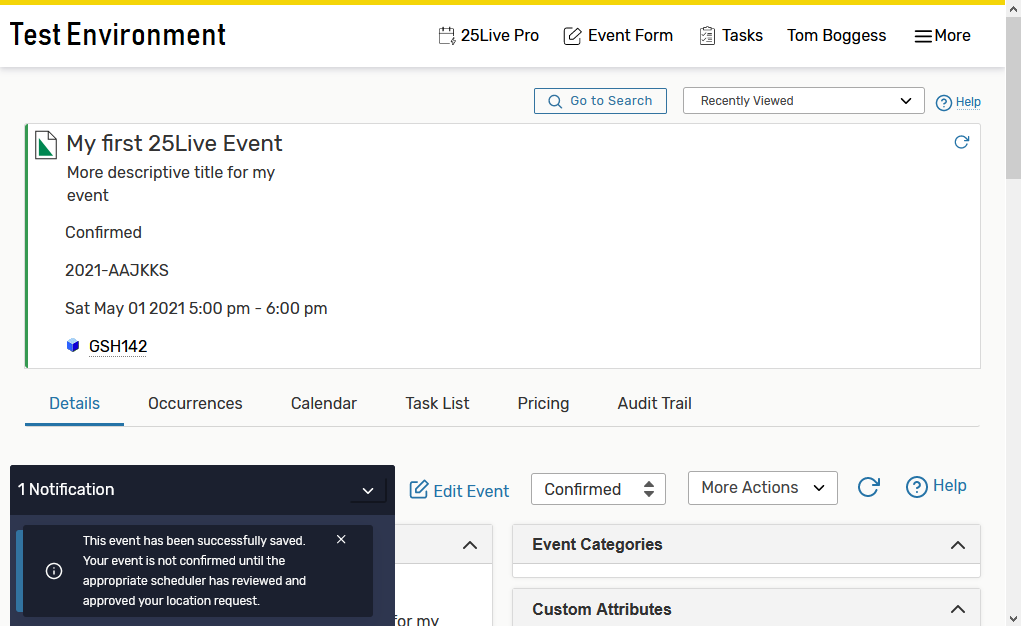 Test Environment
25Live Pro
Event Form
Tasks
Tom Boggess
More
Go to Search
Recently Viewed
Help
My first 25Live Event
More descriptive title for my
event
Confirmed
2021-AAJKKS
Sat May 01 2021 5:00 pm - 6:00 pm
GSH142
Details
Occurrences
Calendar
Task List
Pricing
Audit Trail
1 Notification
Edit Event
Confirmed
More Actions
Help
This event has been successfully saved.
Your event is not confirmed until the
appropriate scheduler has reviewed and
approved your location request.
Event Categories
Custom Attributes
for my